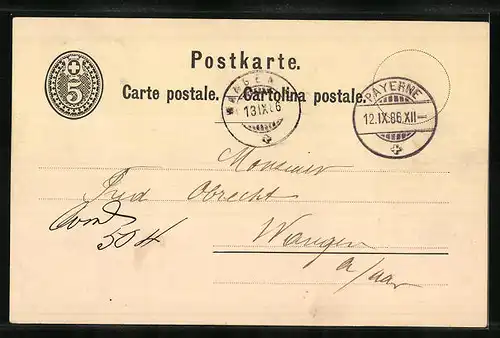 Postkarte.
5
Carte postale. Cartolina postale.
WANGEN
13 IX 86
PAYERNE
12.IX.86.XII-
Monsieur
Fred Obrecht
50 H
Wangen
a/aar